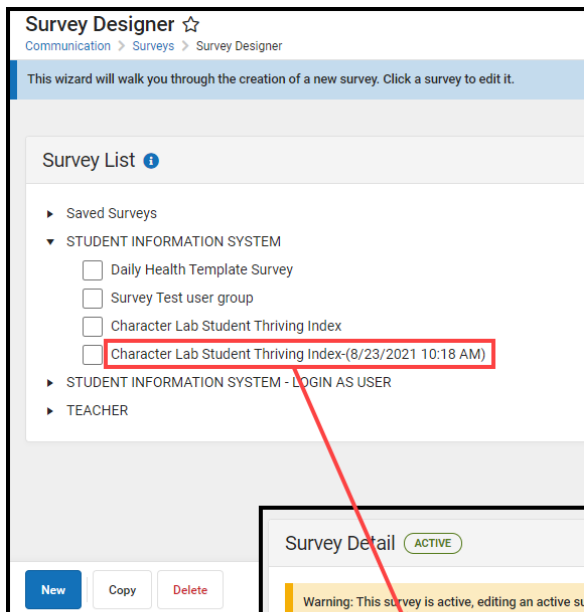 Survey Designer
Communication > Surveys > Survey Designer
This wizard will walk you through the creation of a new survey. Click a survey to edit it.
Survey List
Saved Surveys
STUDENT INFORMATION SYSTEM
Daily Health Template Survey
Survey Test user group
Character Lab Student Thriving Index
Character Lab Student Thriving Index-(8/23/2021 10:18 AM)
STUDENT INFORMATION SYSTEM - LOGIN AS USER
TEACHER
Survey Detail ACTIVE
New Copy Delete
Warning: This survey is active, editing an active su